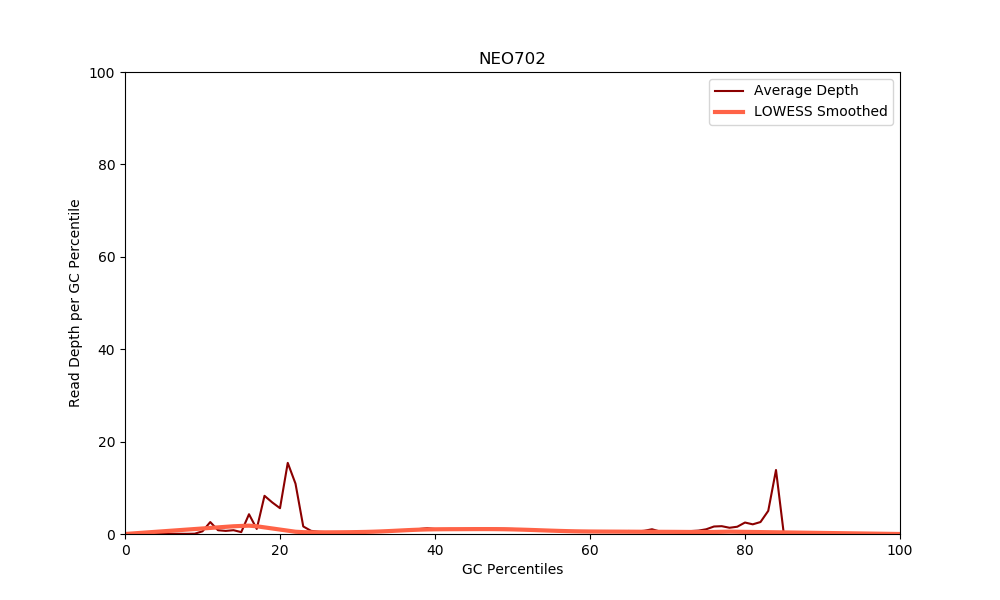 NEO702
100
80
60
40
20
0
Read Depth per GC Percentile
Average Depth
LOWESS Smoothed
0 20 40 60 80 100
GC Percentiles